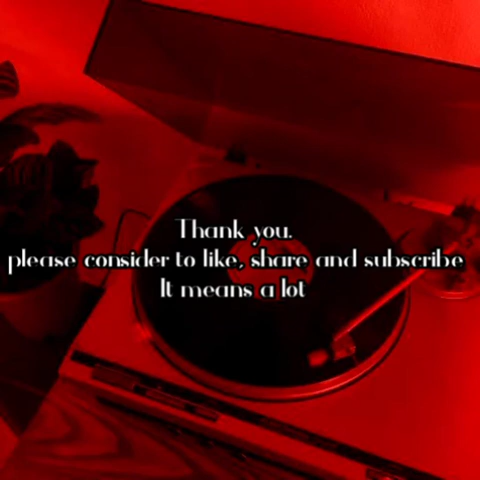 Thank you.
please consider to like, share and subscribe
It means a lot